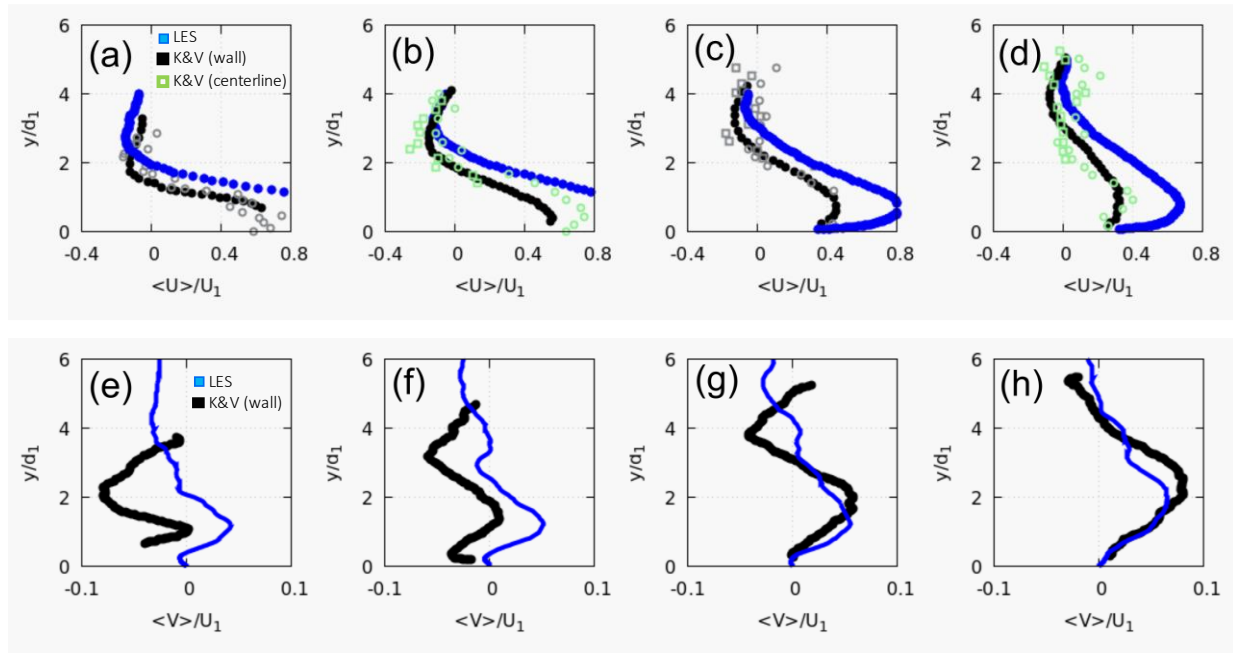 (a)
LES
K&V (wall)
K&V (centerline)
6
4
2
0
y/d1
-0.4 0 0.4 0.8
<U>/U1
(b)
6
4
2
0
y/d1
-0.4 0 0.4 0.8
<U>/U1
(c)
6
4
2
0
y/d1
-0.4 0 0.4 0.8
<U>/U1
(d)
6
4
2
0
y/d1
-0.4 0 0.4 0.8
<U>/U1
(e)
LES
K&V (wall)
6
4
2
0
y/d1
-0.1 0 0.1
<V>/U1
(f)
6
4
2
0
y/d1
-0.1 0 0.1
<V>/U1
(g)
6
4
2
0
y/d1
-0.1 0 0.1
<V>/U1
(h)
6
4
2
0
y/d1
-0.1 0 0.1
<V>/U1